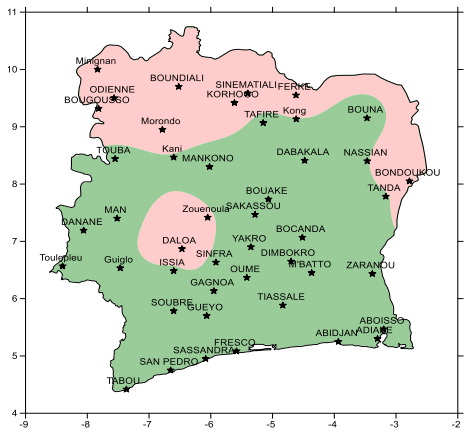 11
10
9
8
7
6
5
4
Minignan
BOUNDIALI
ODIENNE
SINEMATIALI
FERKE
BOUGOUSSO
KORHOGO
TAFIRE
Kong
BOUNA
Morondo
TOUBA
Kani
MANKONO
DABAKALA
NASSIAN
BONDOUKOU
TANDA
BOUAKE
MAN
Zouenoula
SAKASSOU
DANANE
BOCANDA
DALOA
YAKRO
Toulepleu
Guiglo
ISSIA
SINFRA
DIMBOKRO
M'BATTO
ZARANOU
OUME
GAGNOA
TIASSALE
SOUBRE
GUEYO
ABOISSO
ADIAKE
ABIDJAN
FRESCO
SASSANDRA
SAN PEDRO
TABOU
-9 -8 -7 -6 -5 -4 -3 -2